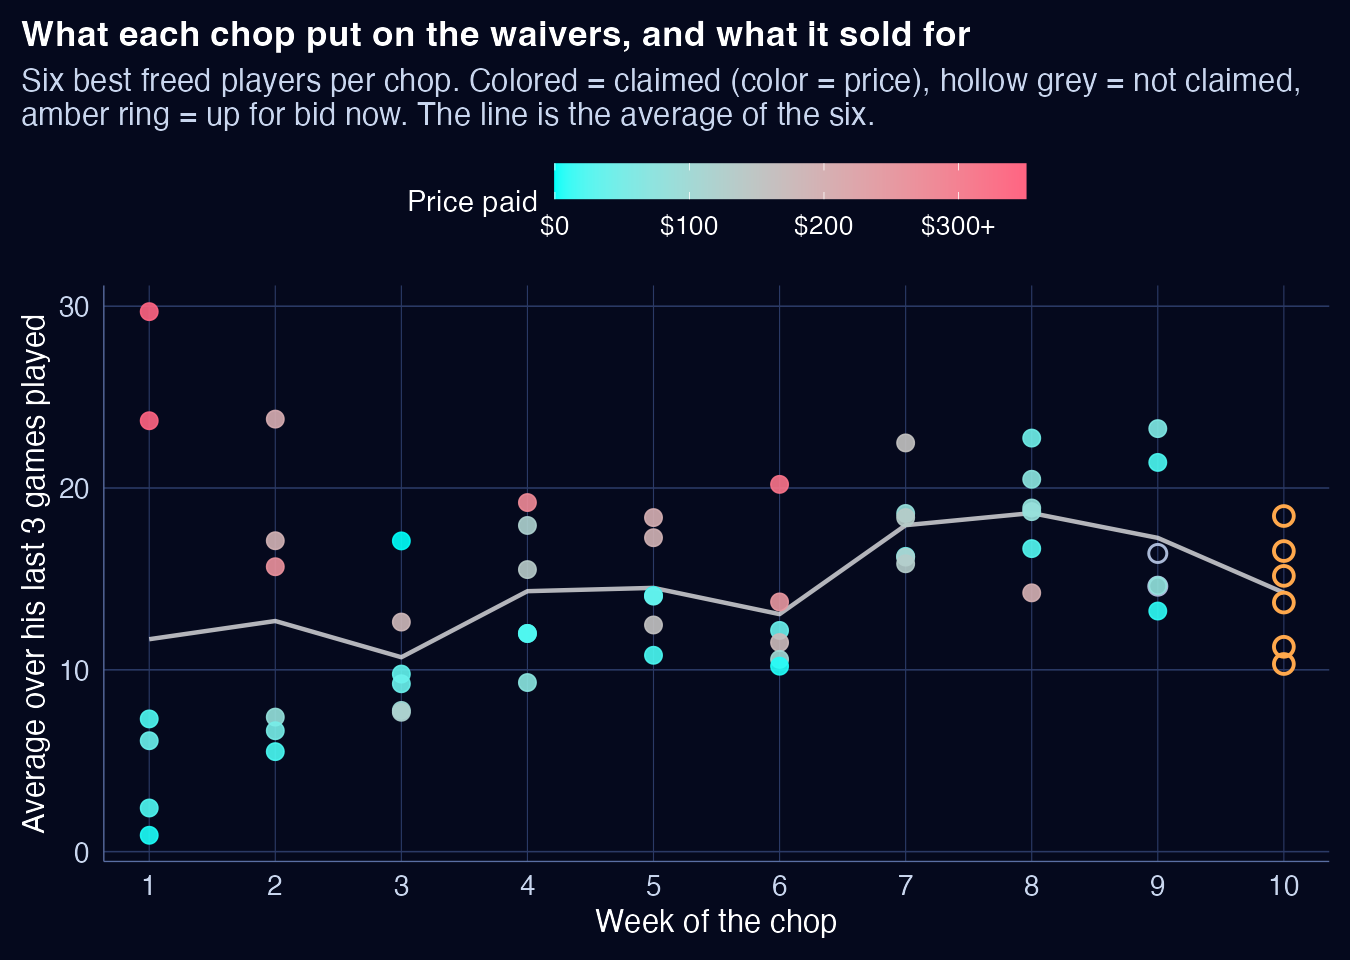 What each chop put on the waivers, and what it sold for
Six best freed players per chop. Colored = claimed (color = price), hollow grey = not claimed,
amber ring = up for bid now. The line is the average of the six.
Price paid
$0 $100 $200 $300+
Average over his last 3 games played
30
20
10
0
1 2 3 4 5 6 7 8 9 10
Week of the chop